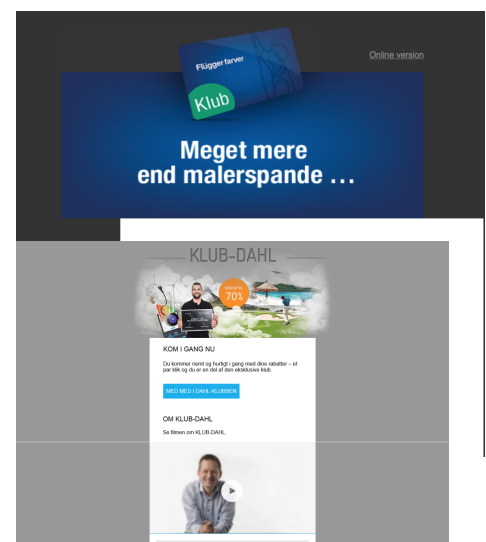 Online version
Flüggerfarver
Klub
Meget mere
end malerspande …
KLUB-DAHL
70%
KOM I GANG NU
Du kommer nemt og hurtigt i gang med dine rabatter – et
par klik og du er en del af den eksklusive klub.
MED MED I DAHL-KLUBBEN
OM KLUB-DAHL
Se filmen om KLUB-DAHL